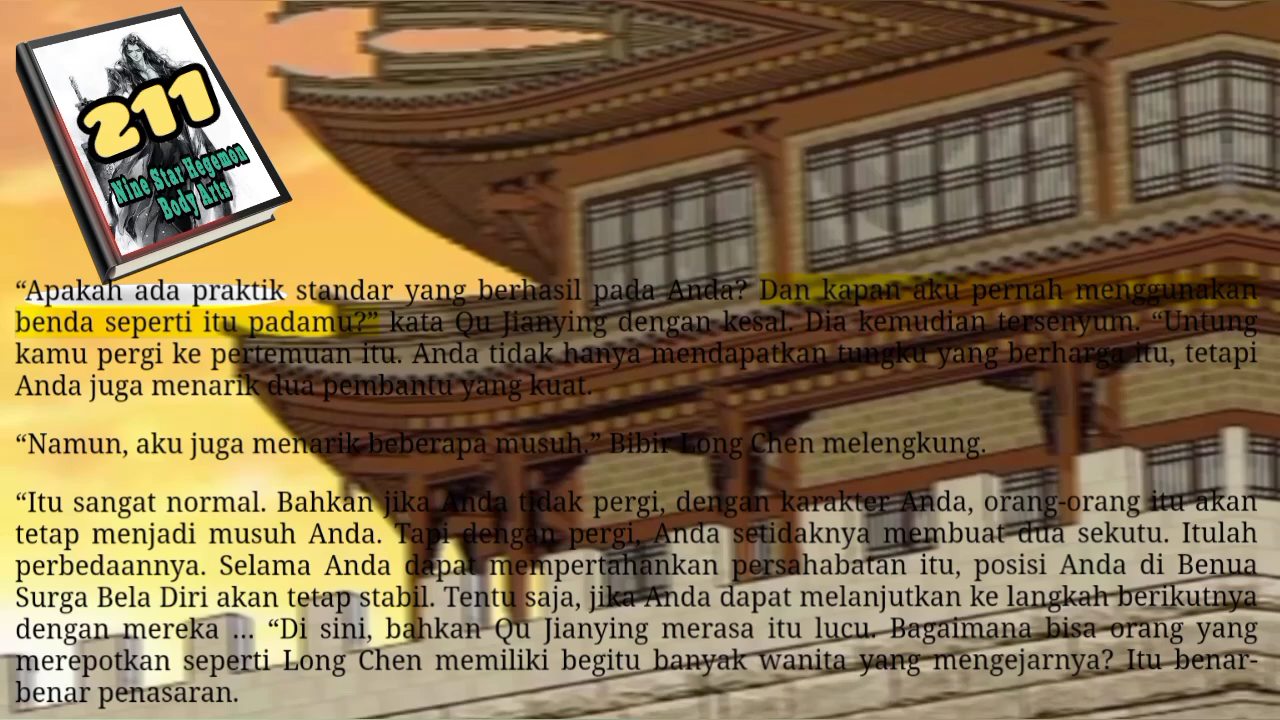 211
Nine Star Hegemon
Body Arts
“Apakah ada praktik standar yang berhasil pada Anda? Dan kapan aku pernah menggunakan
benda seperti itu padamu?” kata Qu Jianying dengan kesal. Dia kemudian tersenyum. “Untung
kamu pergi ke pertemuan itu. Anda tidak hanya mendapatkan tungku yang berharga itu, tetapi
Anda juga menarik dua pembantu yang kuat.
“Namun, aku juga menarik beberapa musuh.” Bibir Long Chen melengkung.
“Itu sangat normal. Bahkan jika Anda tidak pergi, dengan karakter Anda, orang-orang itu akan
tetap menjadi musuh Anda. Tapi dengan pergi, Anda setidaknya membuat dua sekutu. Itulah
perbedaannya. Selama Anda dapat mempertahankan persahabatan itu, posisi Anda di Benua
Surga Bela Diri akan tetap stabil. Tentu saja, jika Anda dapat melanjutkan ke langkah berikutnya
dengan mereka ... “Di sini, bahkan Qu Jianying merasa itu lucu. Bagaimana bisa orang yang
merepotkan seperti Long Chen memiliki begitu banyak wanita yang mengejarnya? Itu benar-
benar penasaran.